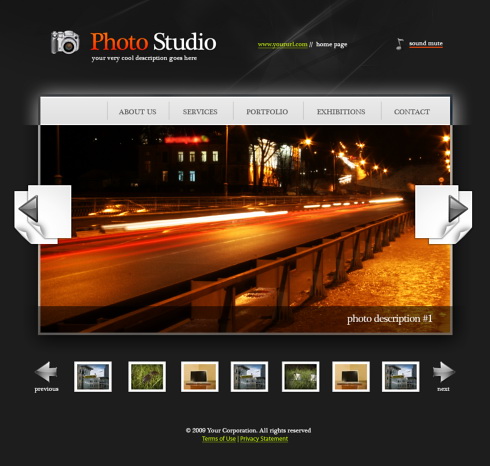 Photo Studio
your very cool description goes here
www.yoururl.com // home page
sound mute
ABOUT US
SERVICES
PORTFOLIO
EXHIBITIONS
CONTACT
photo description #1
previous
next
© 2009 Your Corporation. All rights reserved
Terms of Use | Privacy Statement